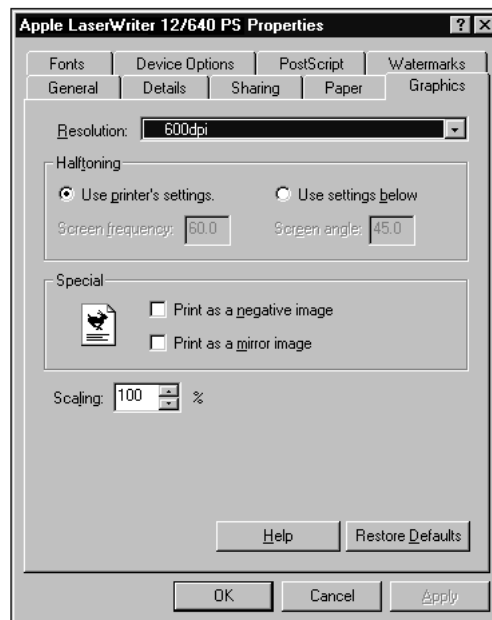 Apple LaserWriter 12/640 PS Properties
Fonts Device Options PostScript Watermarks
General Details Sharing Paper Graphics
Resolution: 600dpi
Halftoning
Use printer's settings. Use settings below
Screen frequency: 60.0 Screen angle: 45.0
Special
Print as a negative image
Print as a mirror image
Scaling: 100 %
Help Restore Defaults
OK Cancel Apply